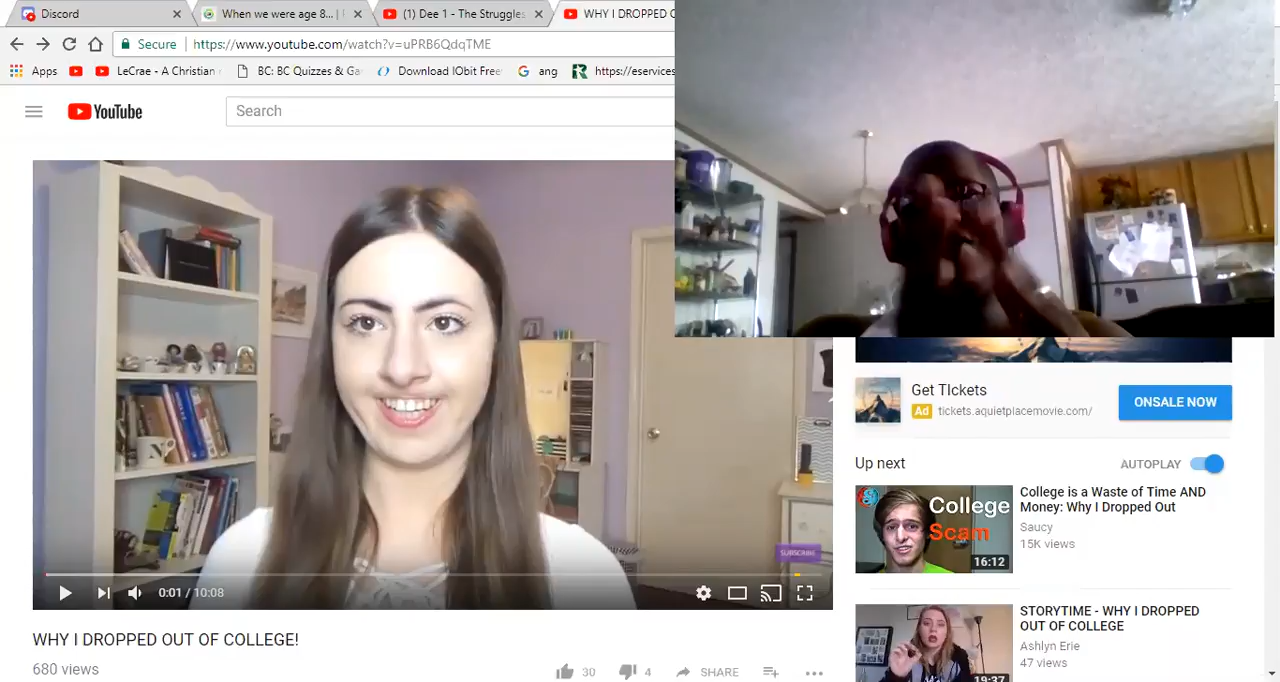 Discord
When we were age 8... |
(1) Dee 1 - The Struggles
WHY I DROPPED O
Secure
https://www.youtube.com/watch?v=uPRB6QdqTME
Apps
LeCrae - A Christian
BC: BC Quizzes & Ga
Download IObit Free
ang
https://eservices
YouTube
Search
SUBSCRIBE
0:01 / 10:08
WHY I DROPPED OUT OF COLLEGE!
680 views
30
4
SHARE
Get TIckets
Ad tickets.aquietplacemovie.com/
ONSALE NOW
Up next
AUTOPLAY
College
Scam
16:12
College is a Waste of Time AND
Money: Why I Dropped Out
Saucy
15K views
19:37
STORYTIME - WHY I DROPPED
OUT OF COLLEGE
Ashlyn Erie
47 views